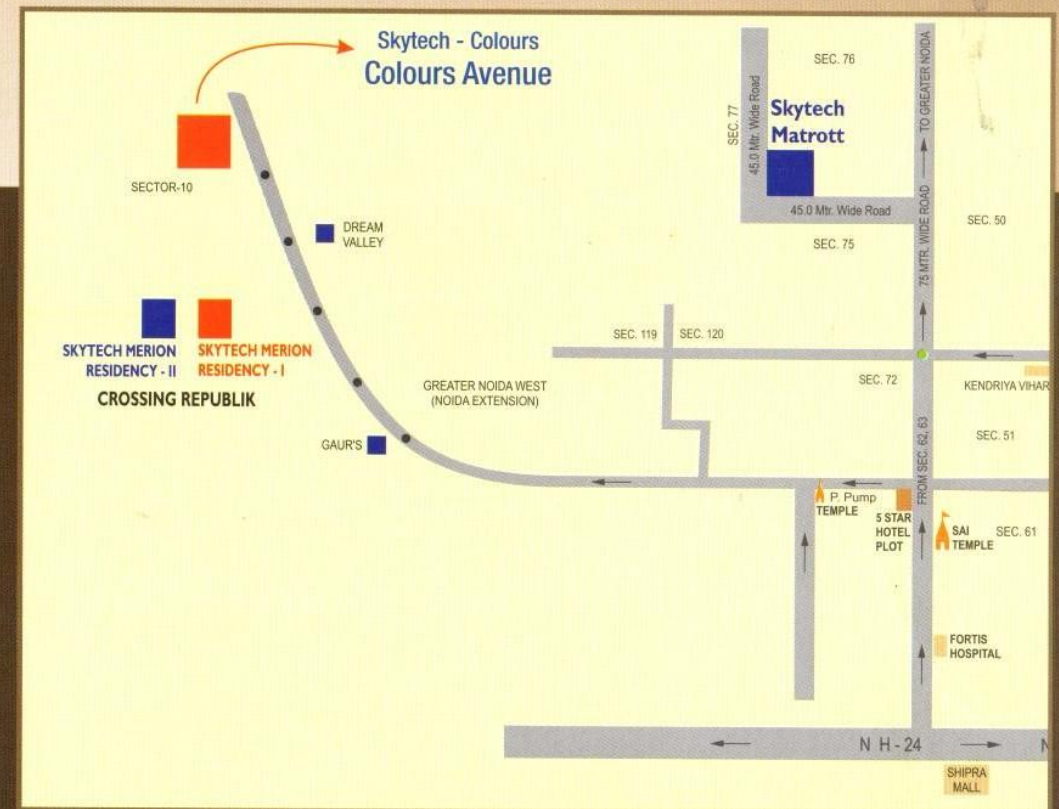 Skytech - Colours
Colours Avenue
SECTOR-10
DREAM
VALLEY
SKYTECH MERION
RESIDENCY - II
SKYTECH MERION
RESIDENCY - I
CROSSING REPUBLIK
GAUR'S
GREATER NOIDA WEST
(NOIDA EXTENSION)
SEC. 76
SEC. 77
45.0 Mtr. Wide Road
Skytech
Matrott
45.0 Mtr. Wide Road
SEC. 75
TO GREATER NOIDA
75 MTR. WIDE ROAD
SEC. 50
SEC. 119
SEC. 120
SEC. 72
KENDRIYA VIHAR
SEC. 51
FROM SEC. 62, 63
P. Pump
TEMPLE
5 STAR
HOTEL
PLOT
SAI
TEMPLE
SEC. 61
FORTIS
HOSPITAL
N H - 24
N
SHIPRA
MALL